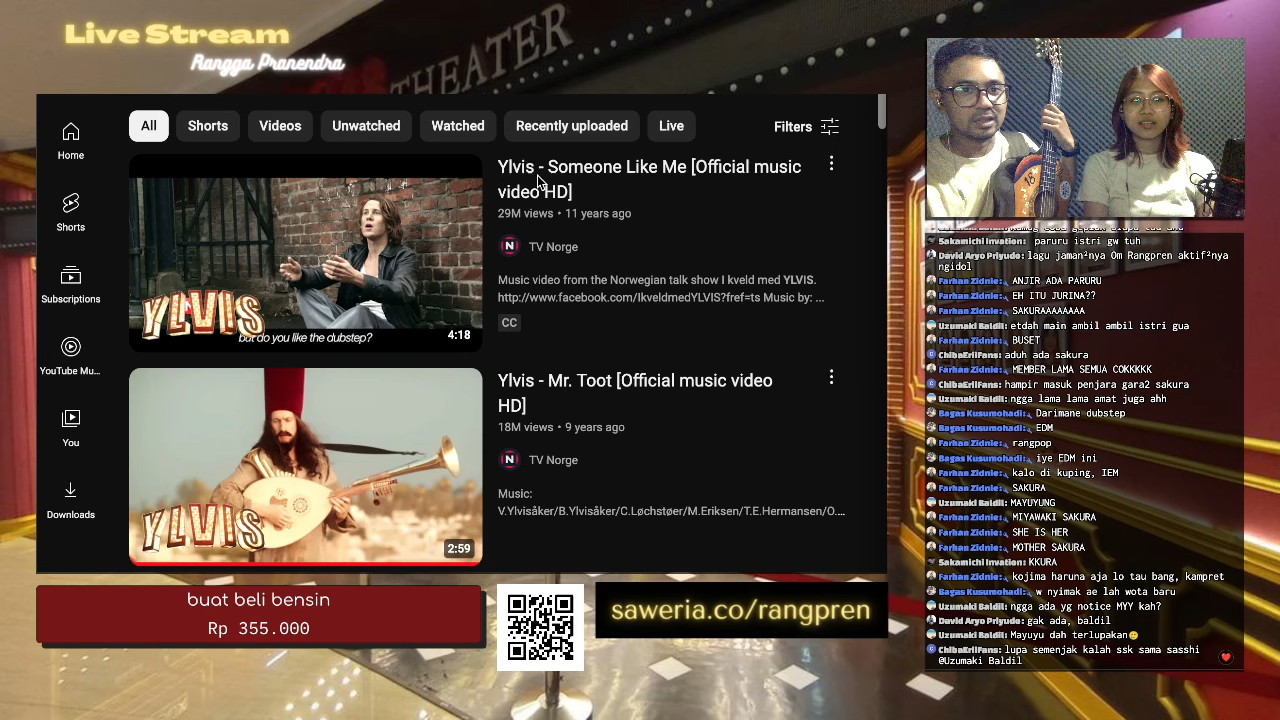 Live Stream
Rangga Pranendra
THEATER
All
Shorts
Videos
Unwatched
Watched
Recently uploaded
Live
Filters
Home
Shorts
Subscriptions
YouTube Mu...
You
Downloads
Ylvis - Someone Like Me [Official music
video HD]
29M views • 11 years ago
TV Norge
Music video from the Norwegian talk show I kveld med YLVIS.
http://www.facebook.com/IkveldmedYLVIS?fref=ts Music by: ...
CC
YLVIS
but do you like the dubstep?
4:18
Ylvis - Mr. Toot [Official music video
HD]
18M views • 9 years ago
TV Norge
Music:
V.Ylvisåker/B.Ylvisåker/C.Løchstøer/M.Eriksen/T.E.Hermansen/O....
YLVIS
2:59
buat beli bensin
Rp 355.000
saweria.co/rangpren
Sakamichi Invation: paruru istri gw tuh
David Aryo Priyudo: lagu jaman²nya Om Rangpren aktif²nya
ngidol
Farhan Zidnie: ANJIR ADA PARURU
Farhan Zidnie: EH ITU JURINA??
Farhan Zidnie: SAKURAAAAAAAA
Uzumaki Baldil: etdah main ambil ambil istri gua
Farhan Zidnie: BUSET
ChibaEriiFans: aduh ada sakura
Farhan Zidnie: MEMBER LAMA SEMUA COKKKKK
ChibaEriiFans: hampir masuk penjara gara2 sakura
Uzumaki Baldil: ngga lama lama amat juga ahh
Bagas Kusumohadi: Darimane dubstep
Bagas Kusumohadi: EDM
Farhan Zidnie: rangpop
Bagas Kusumohadi: iye EDM ini
Farhan Zidnie: kalo di kuping, IEM
Farhan Zidnie: SAKURA
Uzumaki Baldil: MAYUYUNG
Farhan Zidnie: MIYAWAKI SAKURA
Farhan Zidnie: SHE IS HER
Farhan Zidnie: MOTHER SAKURA
Sakamichi Invation: KKURA
Farhan Zidnie: kojima haruna aja lo tau bang, kampret
Bagas Kusumohadi: w nyimak ae lah wota baru
Uzumaki Baldil: ngga ada yg notice MYY kah?
David Aryo Priyudo: gak ada, baldil
Uzumaki Baldil: Mayuyu dah terlupakan
ChibaEriiFans: lupa semenjak kalah ssk sama sasshi
@Uzumaki Baldil